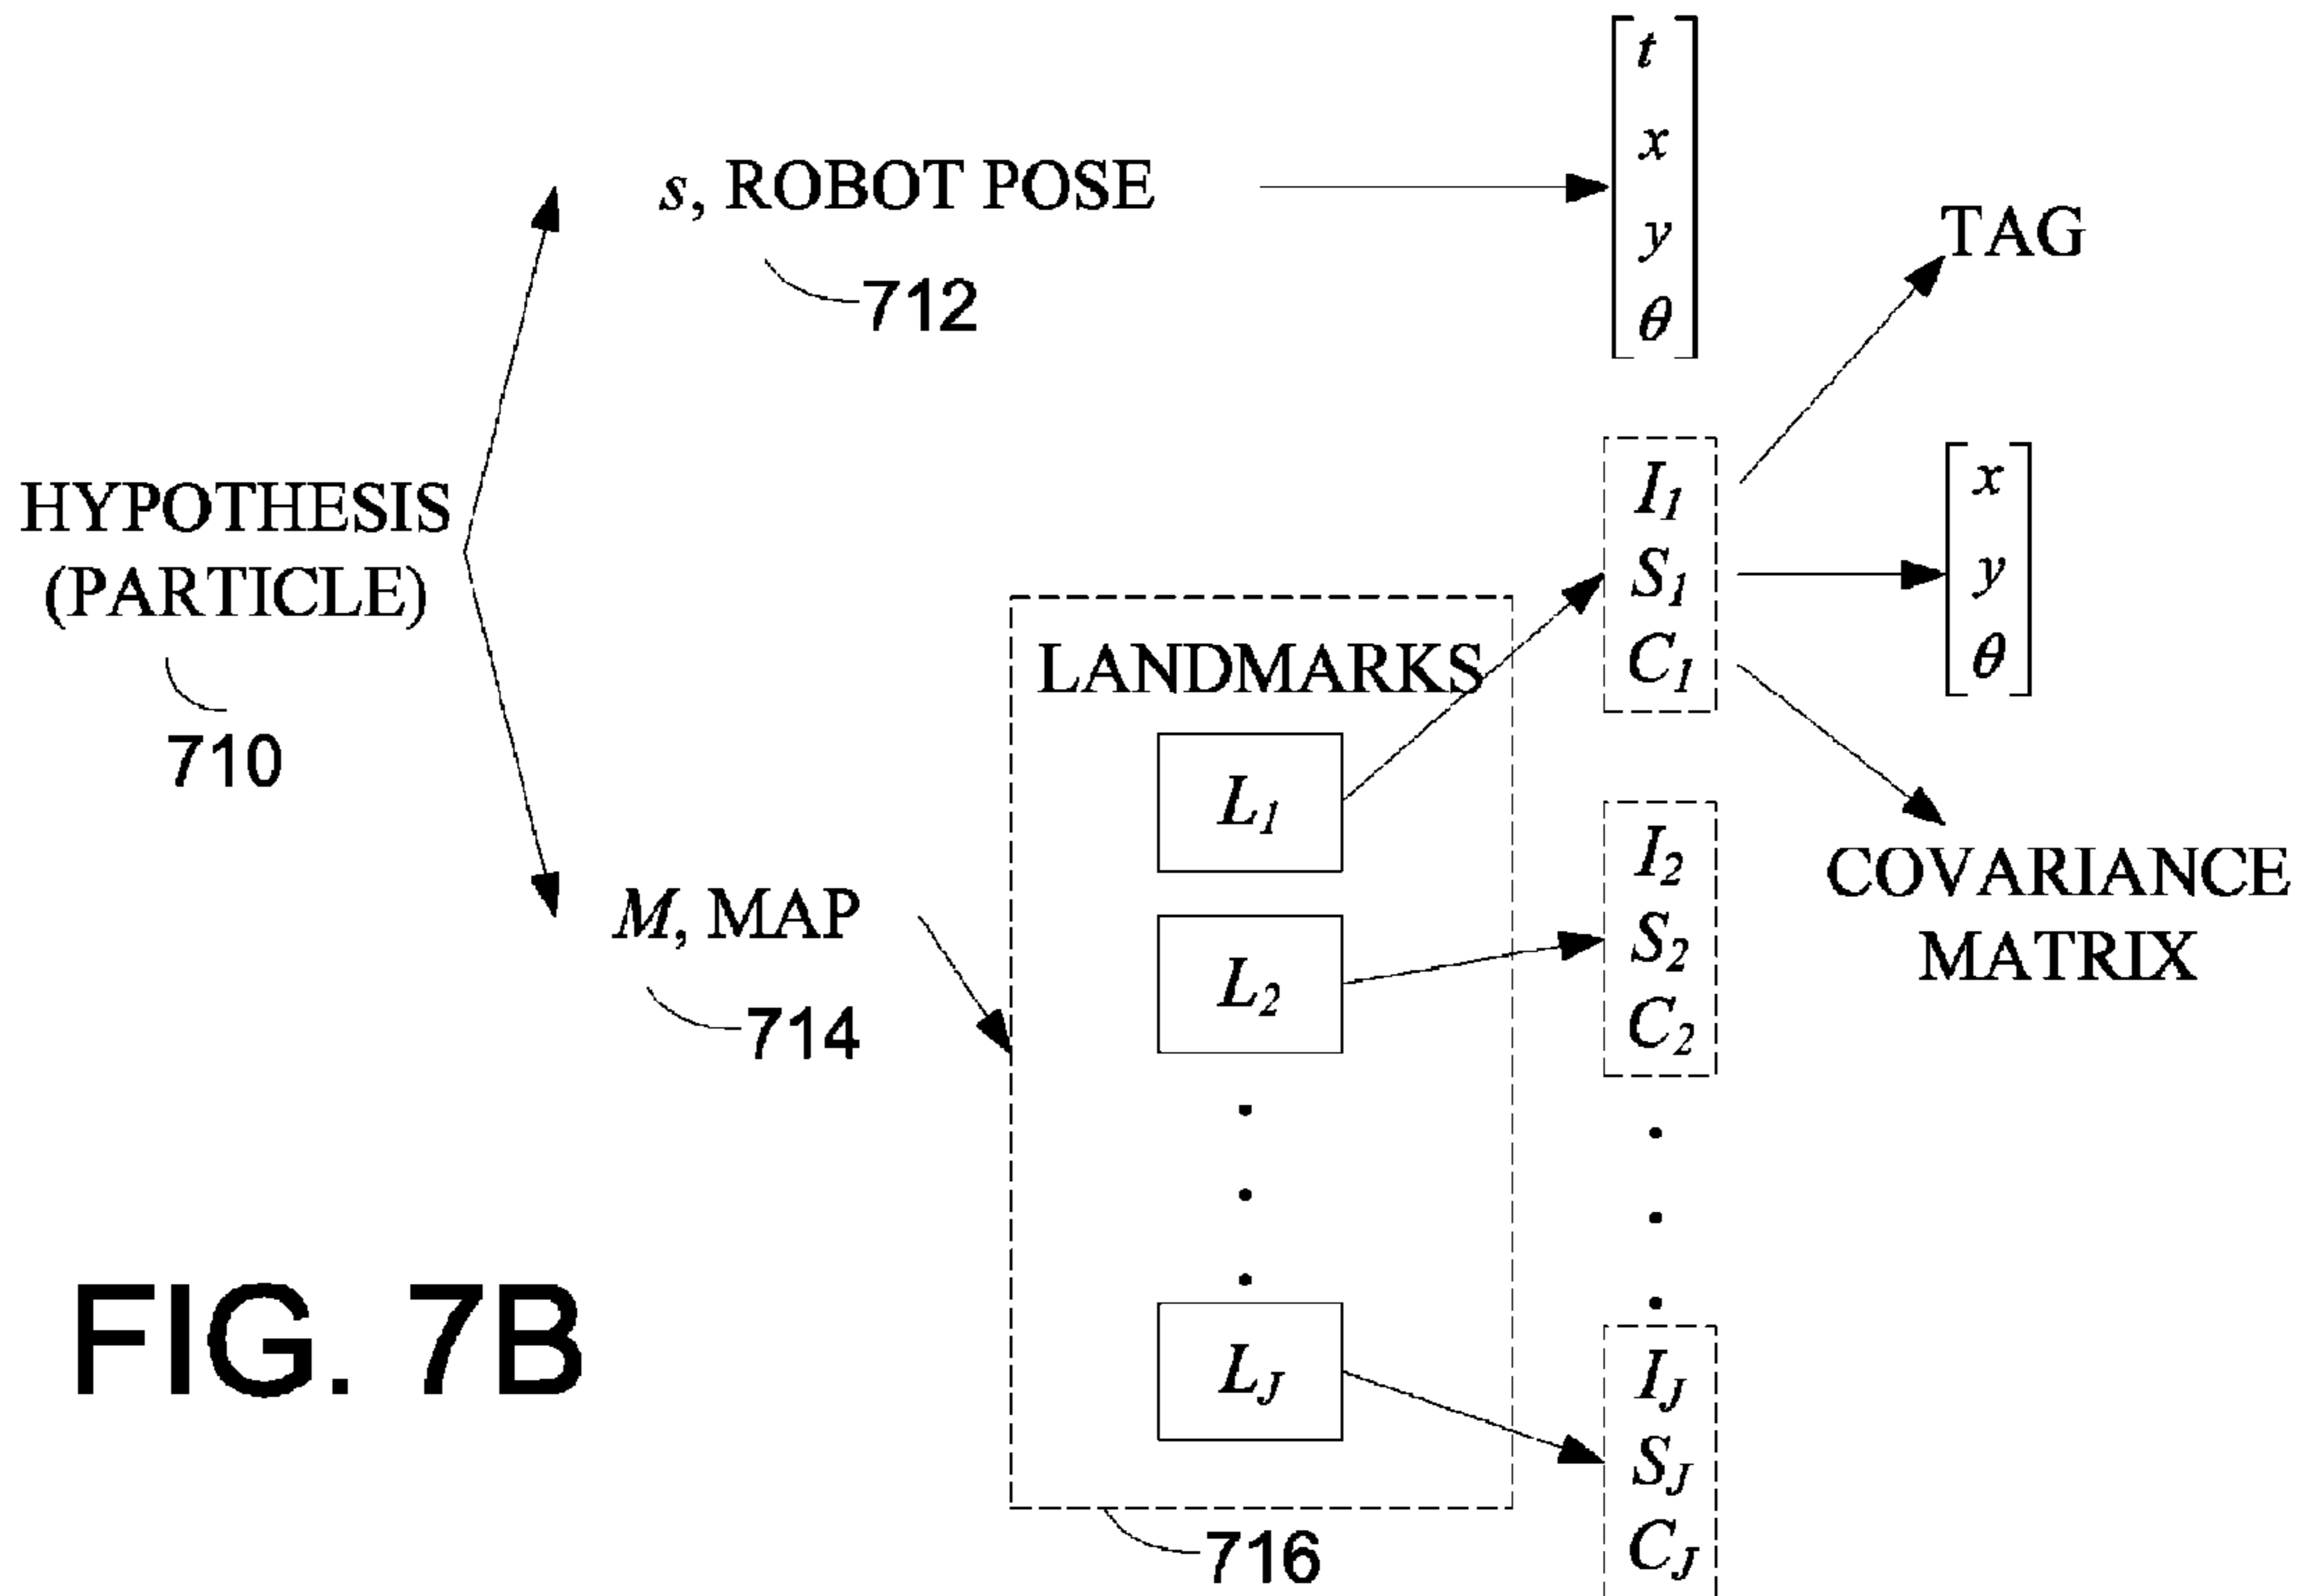 t
x
y
θ
s, ROBOT POSE
712
TAG
HYPOTHESIS
(PARTICLE)
710
I1
S1
C1
x
y
θ
COVARIANCE
MATRIX
M, MAP
714
LANDMARKS
L1
L2
.
.
.
LJ
716
I2
S2
C2
.
.
.
IJ
SJ
CJ
FIG. 7B